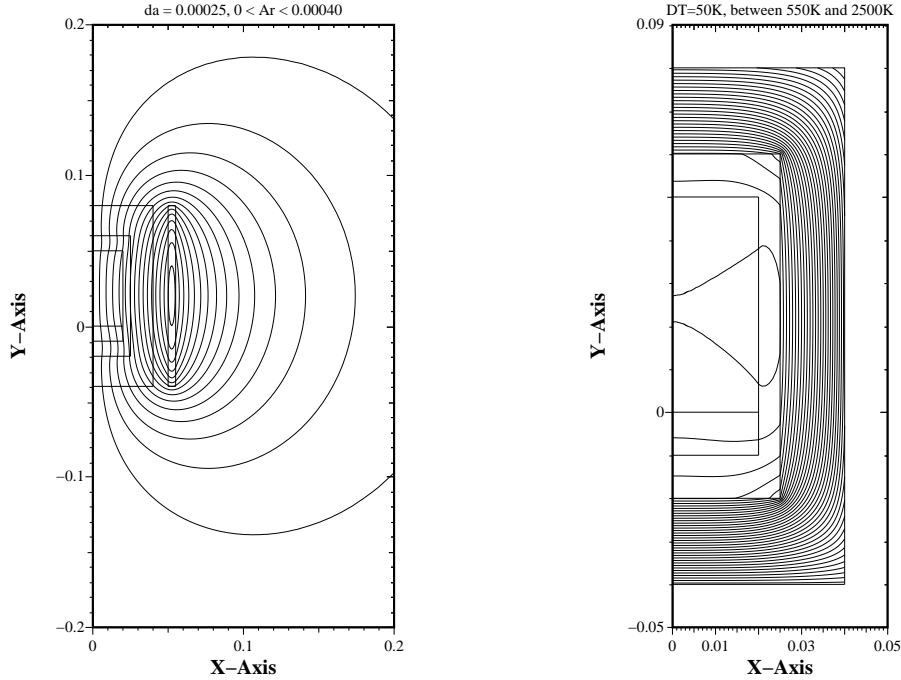 da = 0.00025, 0 < Ar < 0.00040
0.2
0.1
0
−0.1
−0.2
0
0.1
0.2
X−Axis
Y−Axis
DT=50K, between 550K and 2500K
0.09
0
−0.05
0
0.01
0.03
0.05
X−Axis
Y−Axis